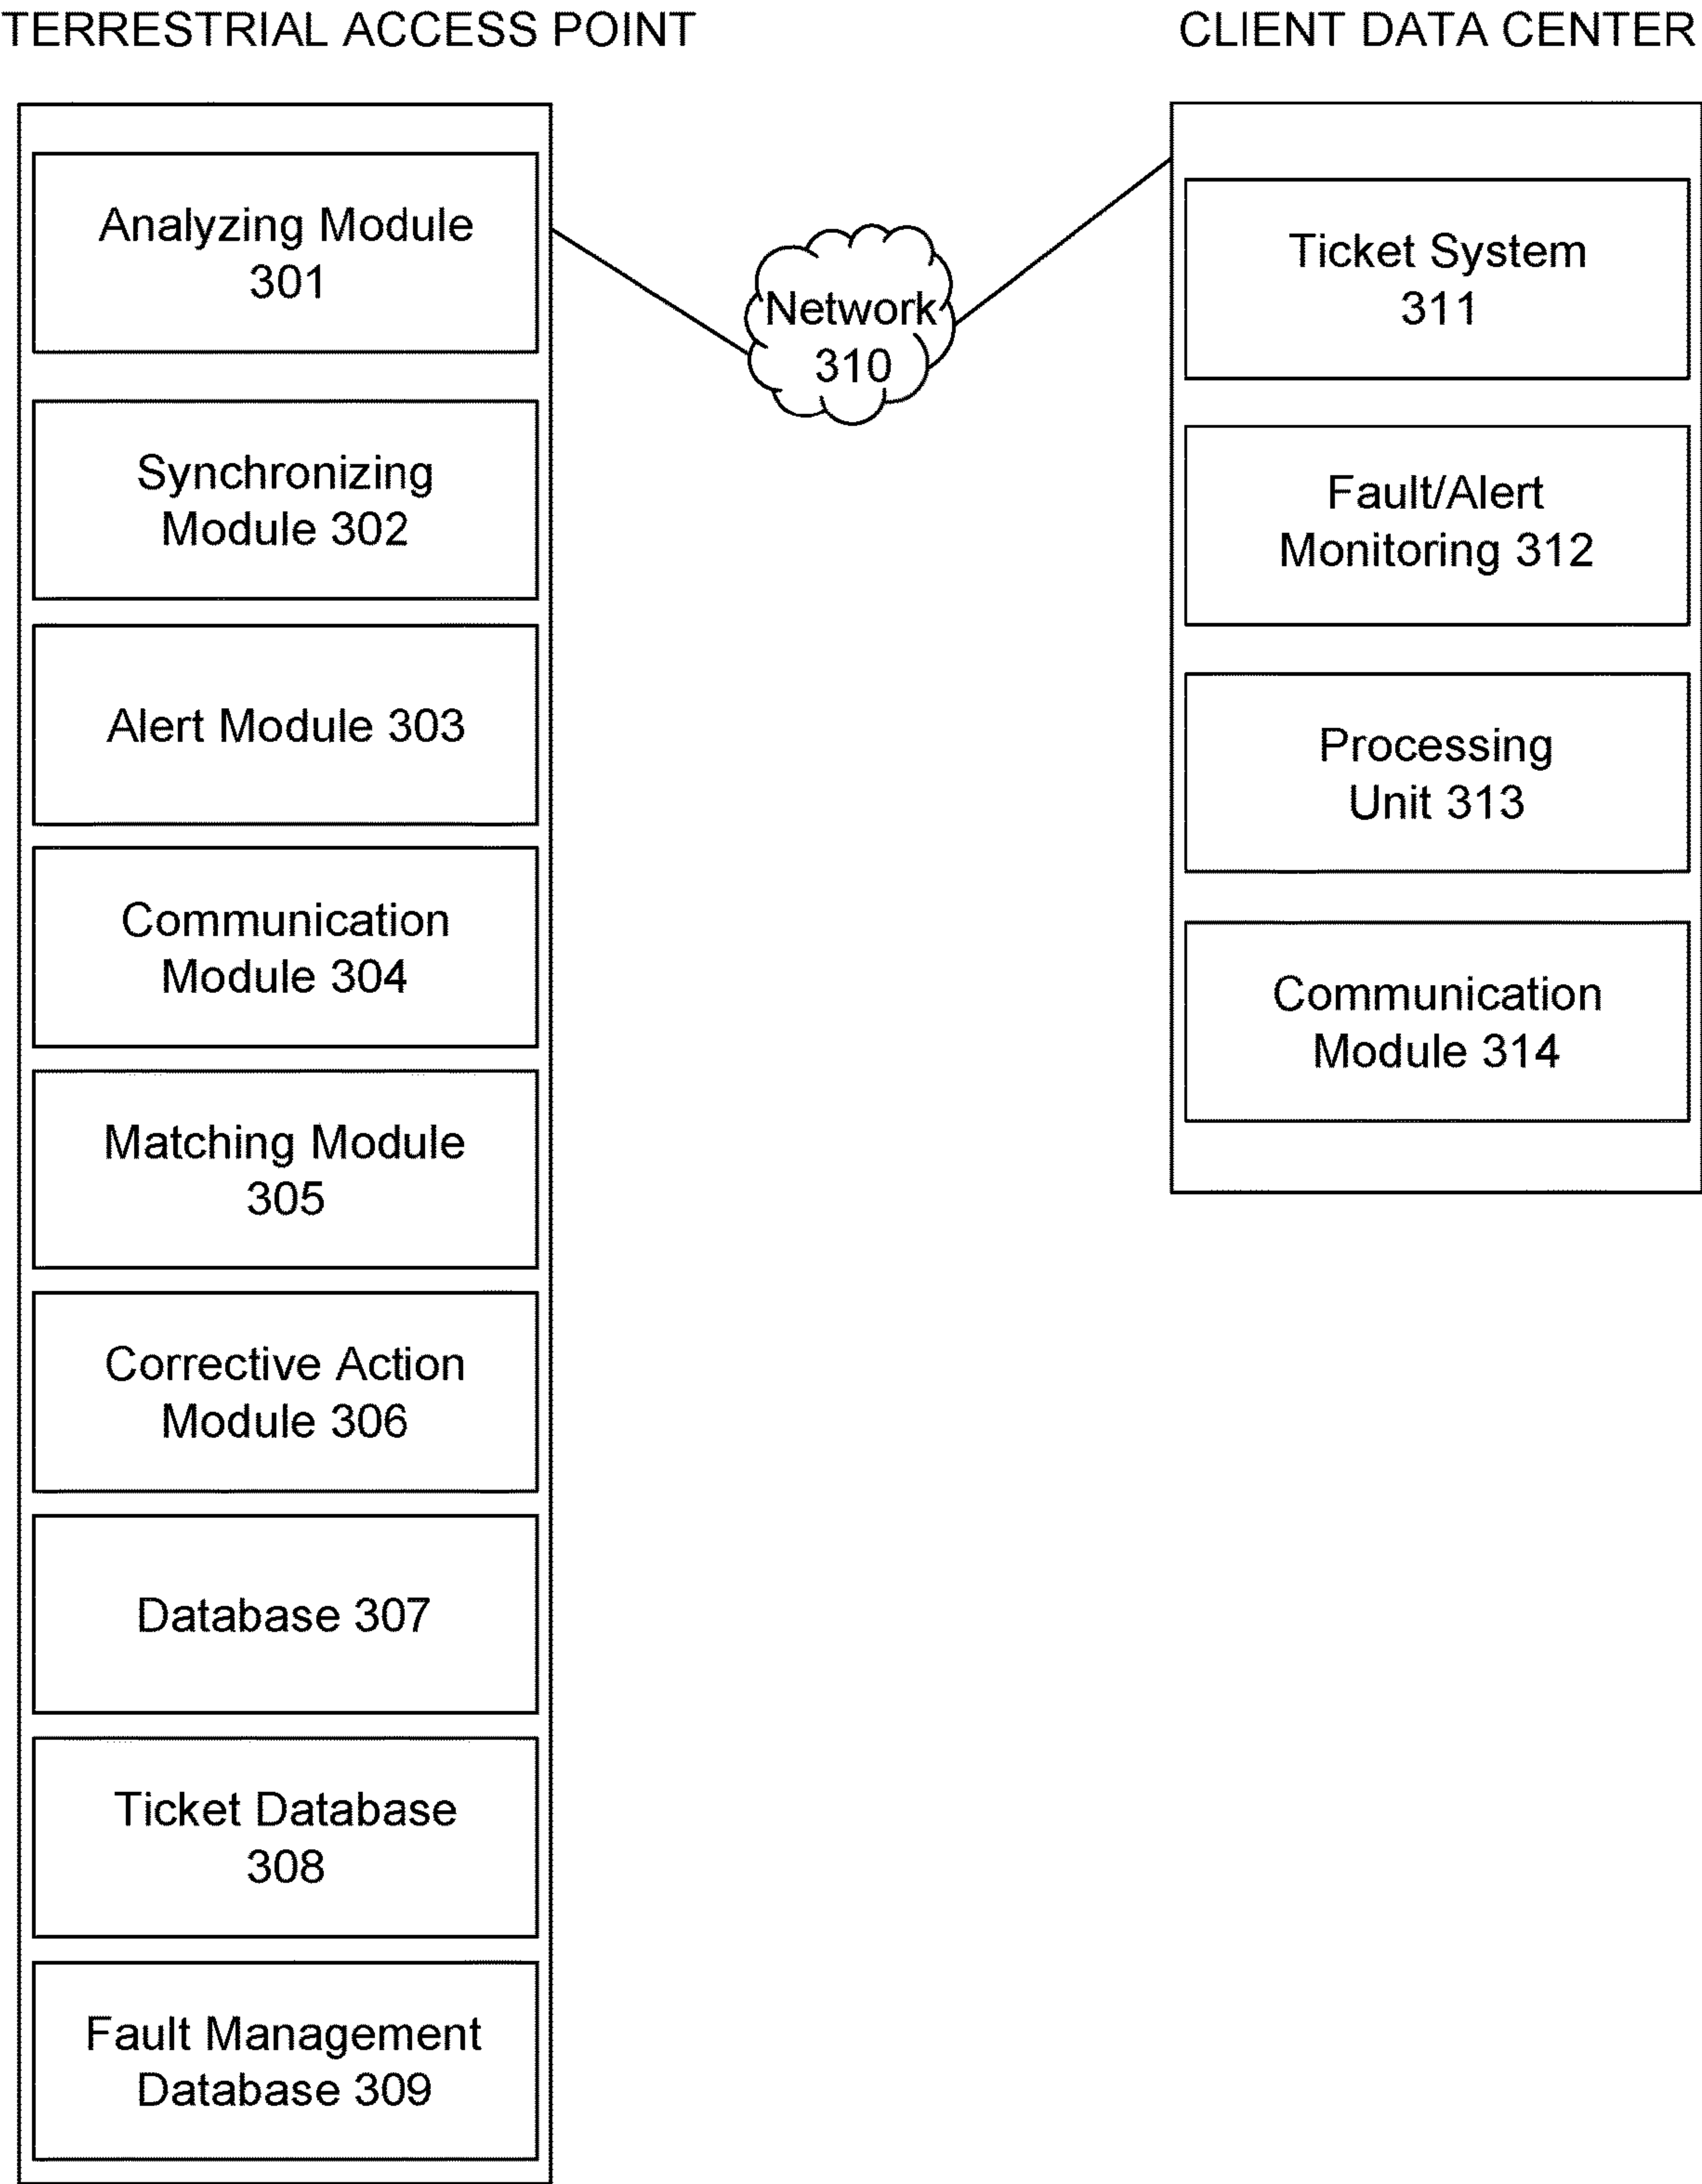 TERRESTRIAL ACCESS POINT
Analyzing Module
301
Synchronizing
Module 302
Alert Module 303
Communication
Module 304
Matching Module
305
Corrective Action
Module 306
Database 307
Ticket Database
308
Fault Management
Database 309
Network
310
CLIENT DATA CENTER
Ticket System
311
Fault/Alert
Monitoring 312
Processing
Unit 313
Communication
Module 314